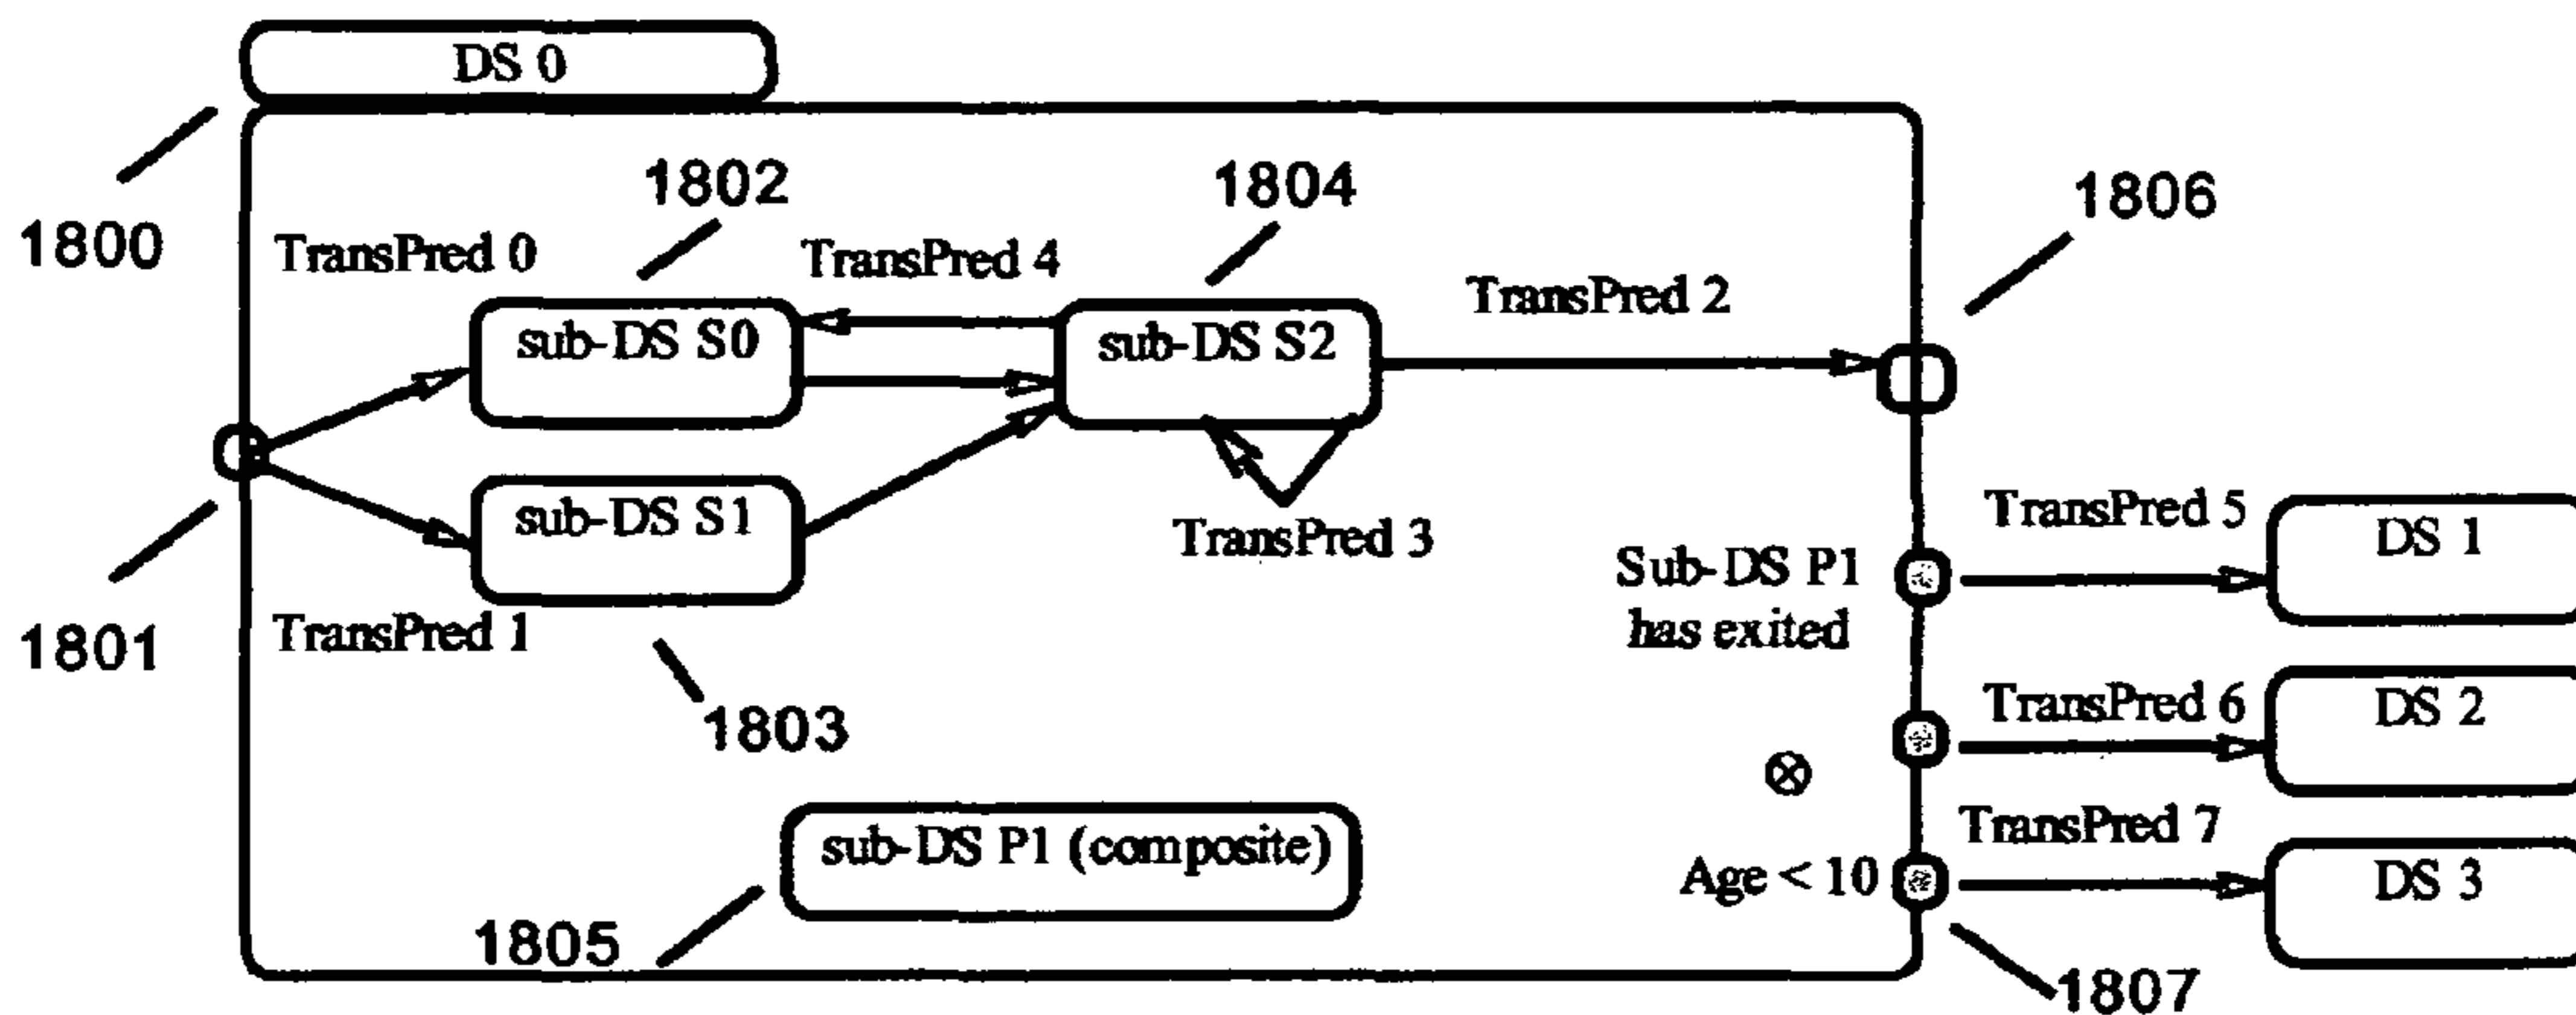 DS 0
1800
1802
1804
1806
TransPred 0
TransPred 4
TransPred 2
sub-DS S0
sub-DS S2
1801
sub-DS S1
TransPred 3
TransPred 1
1803
TransPred 5
DS 1
Sub-DS P1
has exited
TransPred 6
DS 2
TransPred 7
sub-DS P1 (composite)
Age < 10
DS 3
1805
1807